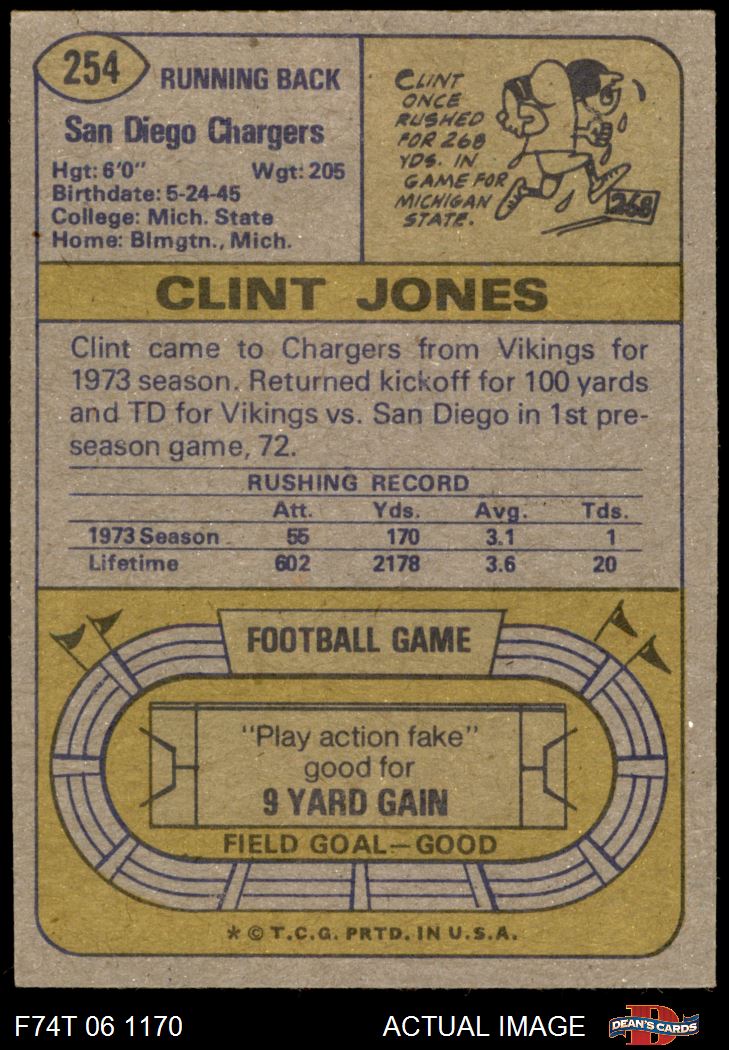 254
RUNNING BACK
San Diego Chargers
Hgt: 6'0" Wgt: 205
Birthdate: 5-24-45
College: Mich. State
Home: Blmgtn., Mich.
CLINT
ONCE
RUSHED
FOR 268
YDS. IN
GAME FOR
MICHIGAN
STATE.
268
CLINT JONES
Clint came to Chargers from Vikings for
1973 season. Returned kickoff for 100 yards
and TD for Vikings vs. San Diego in 1st pre-
season game, 72.
RUSHING RECORD
Att. Yds. Avg. Tds.
1973 Season 55 170 3.1 1
Lifetime 602 2178 3.6 20
FOOTBALL GAME
"Play action fake"
good for
9 YARD GAIN
FIELD GOAL—GOOD
* © T.C.G. PRTD. IN U.S.A.
F74T 06 1170 ACTUAL IMAGE
D
DEAN'S CARDS